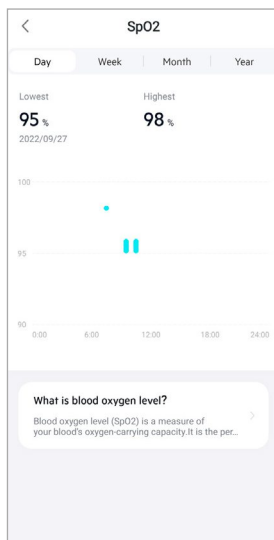 SpO2
Day Week Month Year
Lowest Highest
95 % 98 %
2022/09/27
100
95
90
0:00 6:00 12:00 18:00 24:00
What is blood oxygen level?
Blood oxygen level (SpO2) is a measure of
your blood's oxygen-carrying capacity.It is the per...